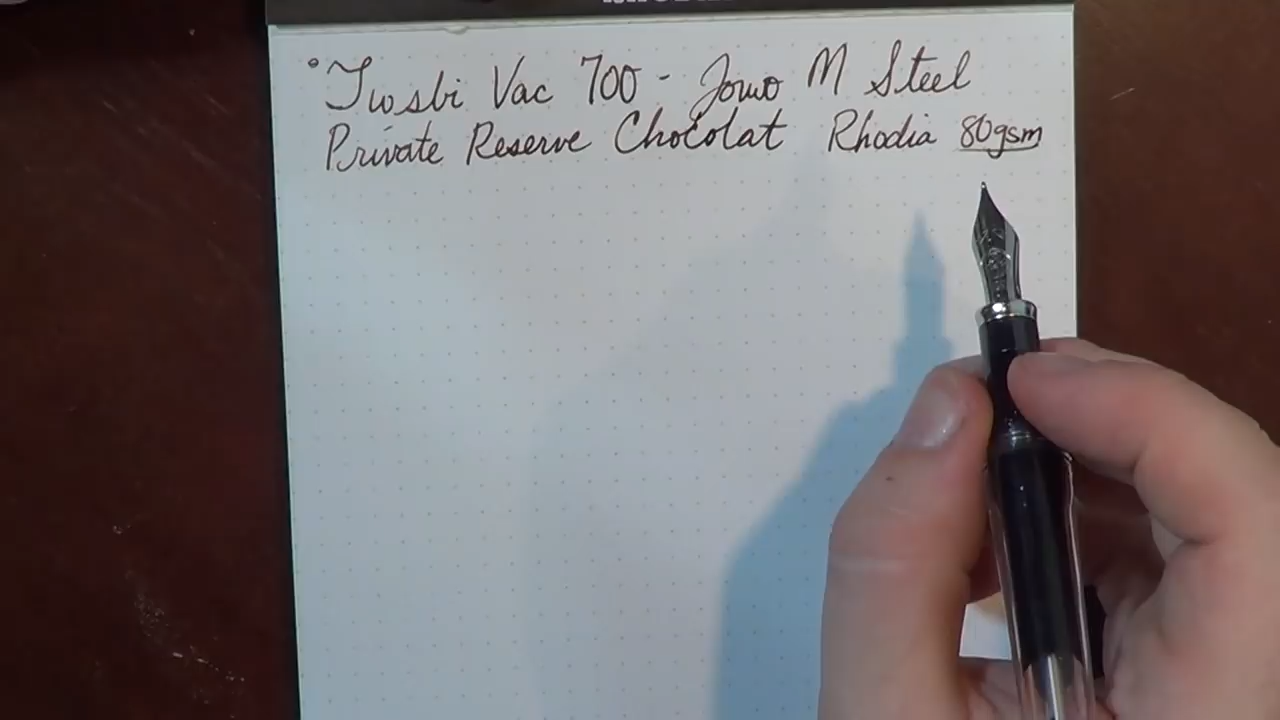 °Twsbi Vac 700 - Jowo M Steel
Private Reserve Chocolat Rhodia 80gsm